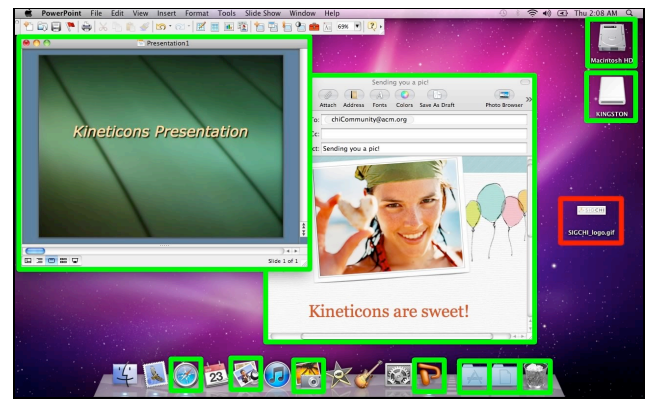 PowerPoint File Edit View Insert Format Tools Slide Show Window Help Thu 2:08 AM
69%
Presentation1
Kineticons Presentation
Slide 1 of 1
Sending you a pic!
Attach Address Fonts Colors Save As Draft Photo Browser
To: chiCommunity@acm.org
Cc:
ct: Sending you a pic!
Kineticons are sweet!
Macintosh HD
KINGSTON
SIGCHI
SIGCHI_logo.gif
23